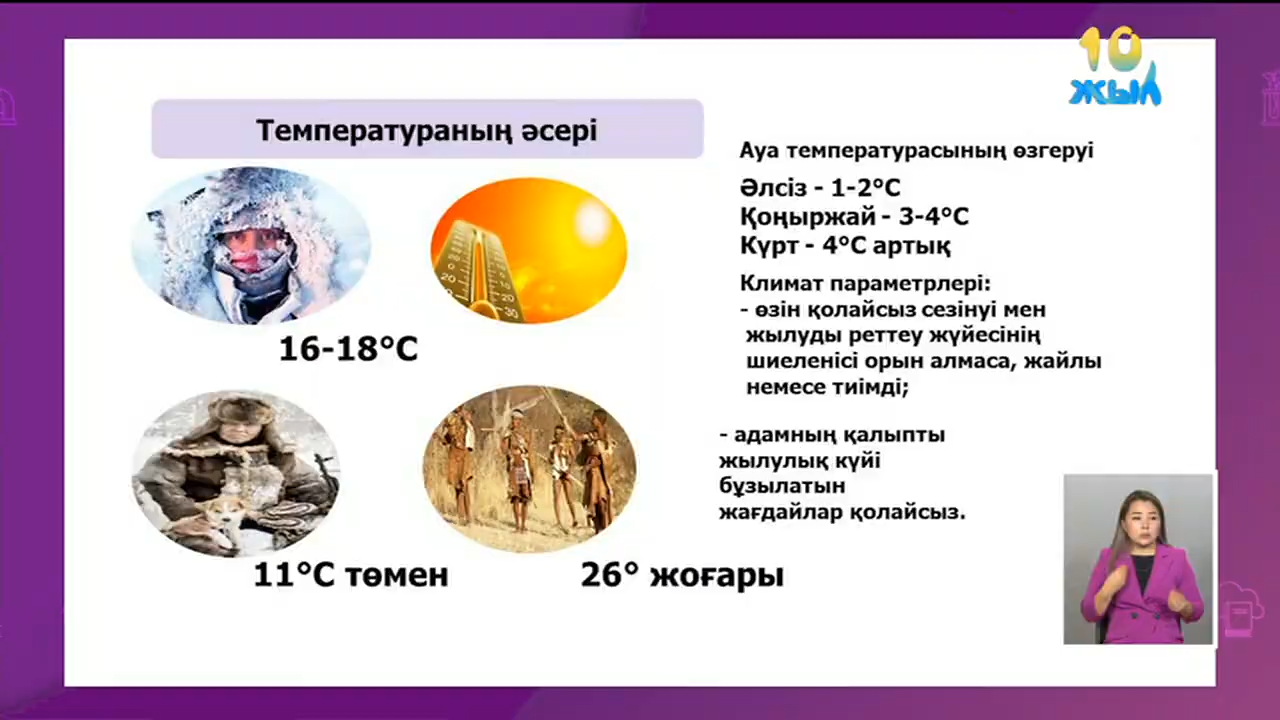 10
ЖЫЛ
Температураның әсері
16-18°С
11°С төмен
26° жоғары
Ауа температурасының өзгеруі
Әлсіз - 1-2°С
Қоңыржай - 3-4°С
Күрт - 4°С артық
Климат параметрлері:
- өзін қолайсыз сезінуі мен
жылуды реттеу жүйесінің
шиеленісі орын алмаса, жайлы
немесе тиімді;
- адамның қалыпты
жылулық күйі
бұзылатын
жағдайлар қолайсыз.